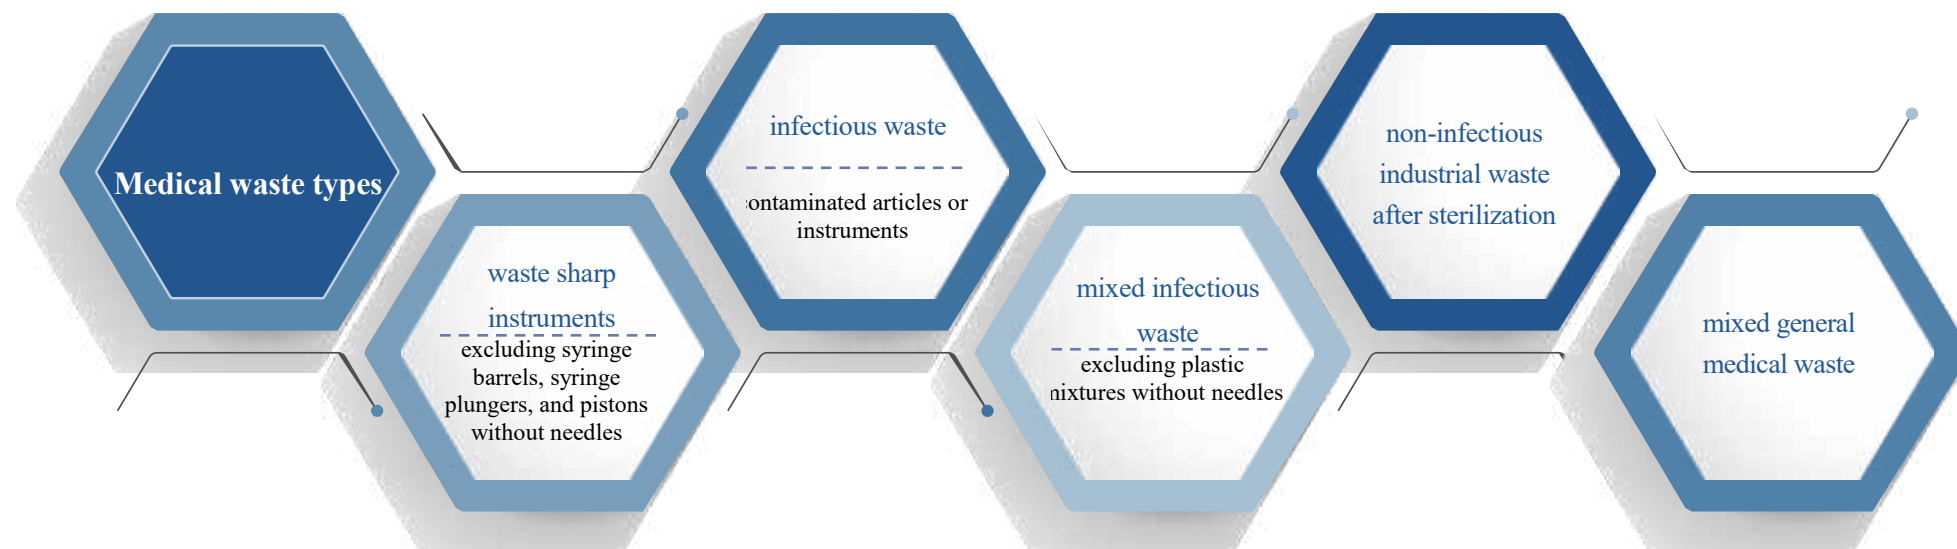 Medical waste types
waste sharp
instruments
excluding syringe
barrels, syringe
plungers, and pistons
without needles
infectious waste
ontaminated articles or
instruments
mixed infectious
waste
excluding plastic
nixtures without needles
non-infectious
industrial waste
after sterilization
mixed general
medical waste